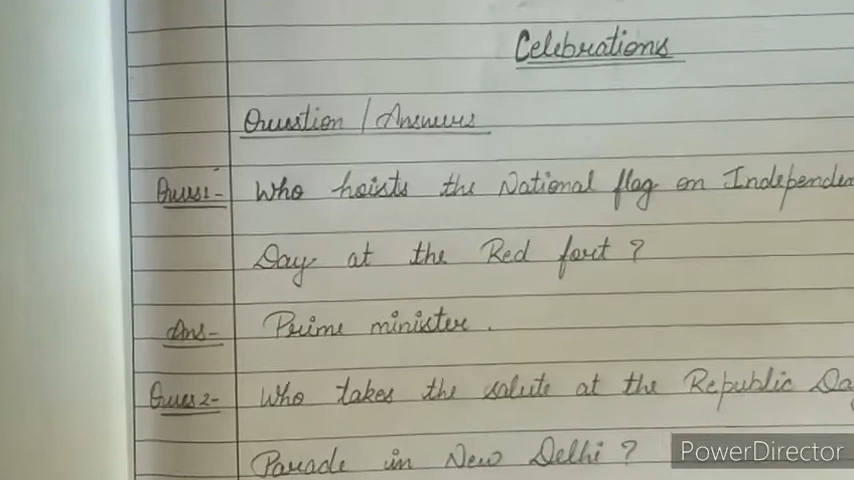 Celebrations
Question / Answers
Ques1- Who hoists the National flag on Independen
Day at the Red fort ?
Ans- Prime minister .
Ques2- Who takes the salute at the Republic Da
Parade in New Delhi ?
PowerDirector